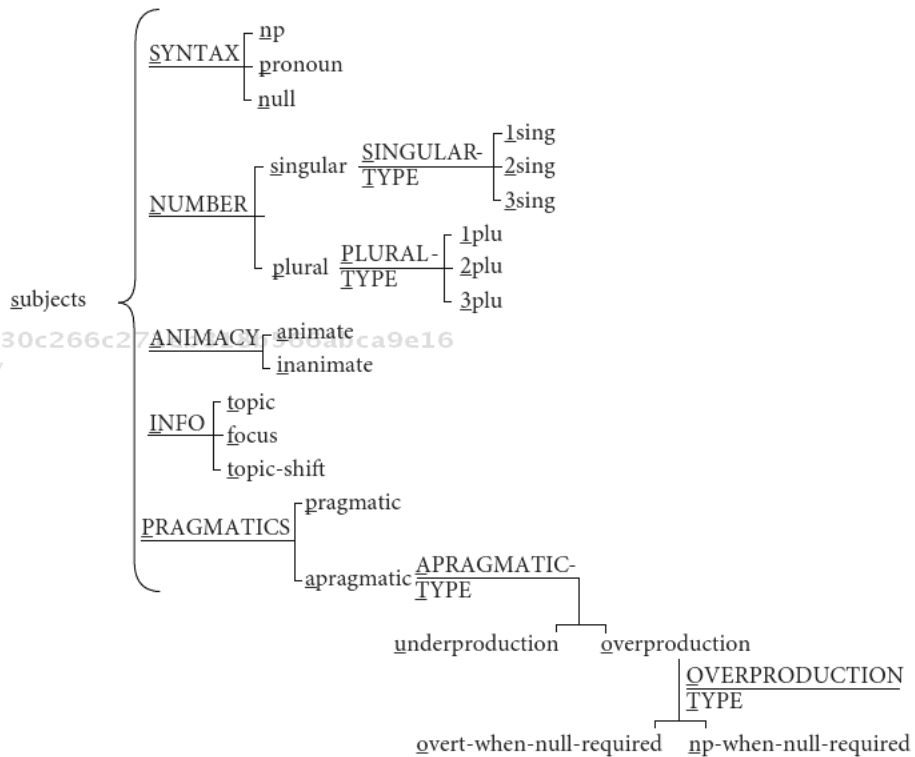 np
SYNTAX
pronoun
null
1sing
singular SINGULAR-
TYPE
2sing
3sing
NUMBER
1plu
plural PLURAL-
TYPE
2plu
3plu
subjects
animate
ANIMACY
inanimate
topic
INFO
focus
topic-shift
pragmatic
PRAGMATICS
apragmatic APRAGMATIC-
TYPE
underproduction overproduction
OVERPRODUCTION
TYPE
overt-when-null-required np-when-null-required